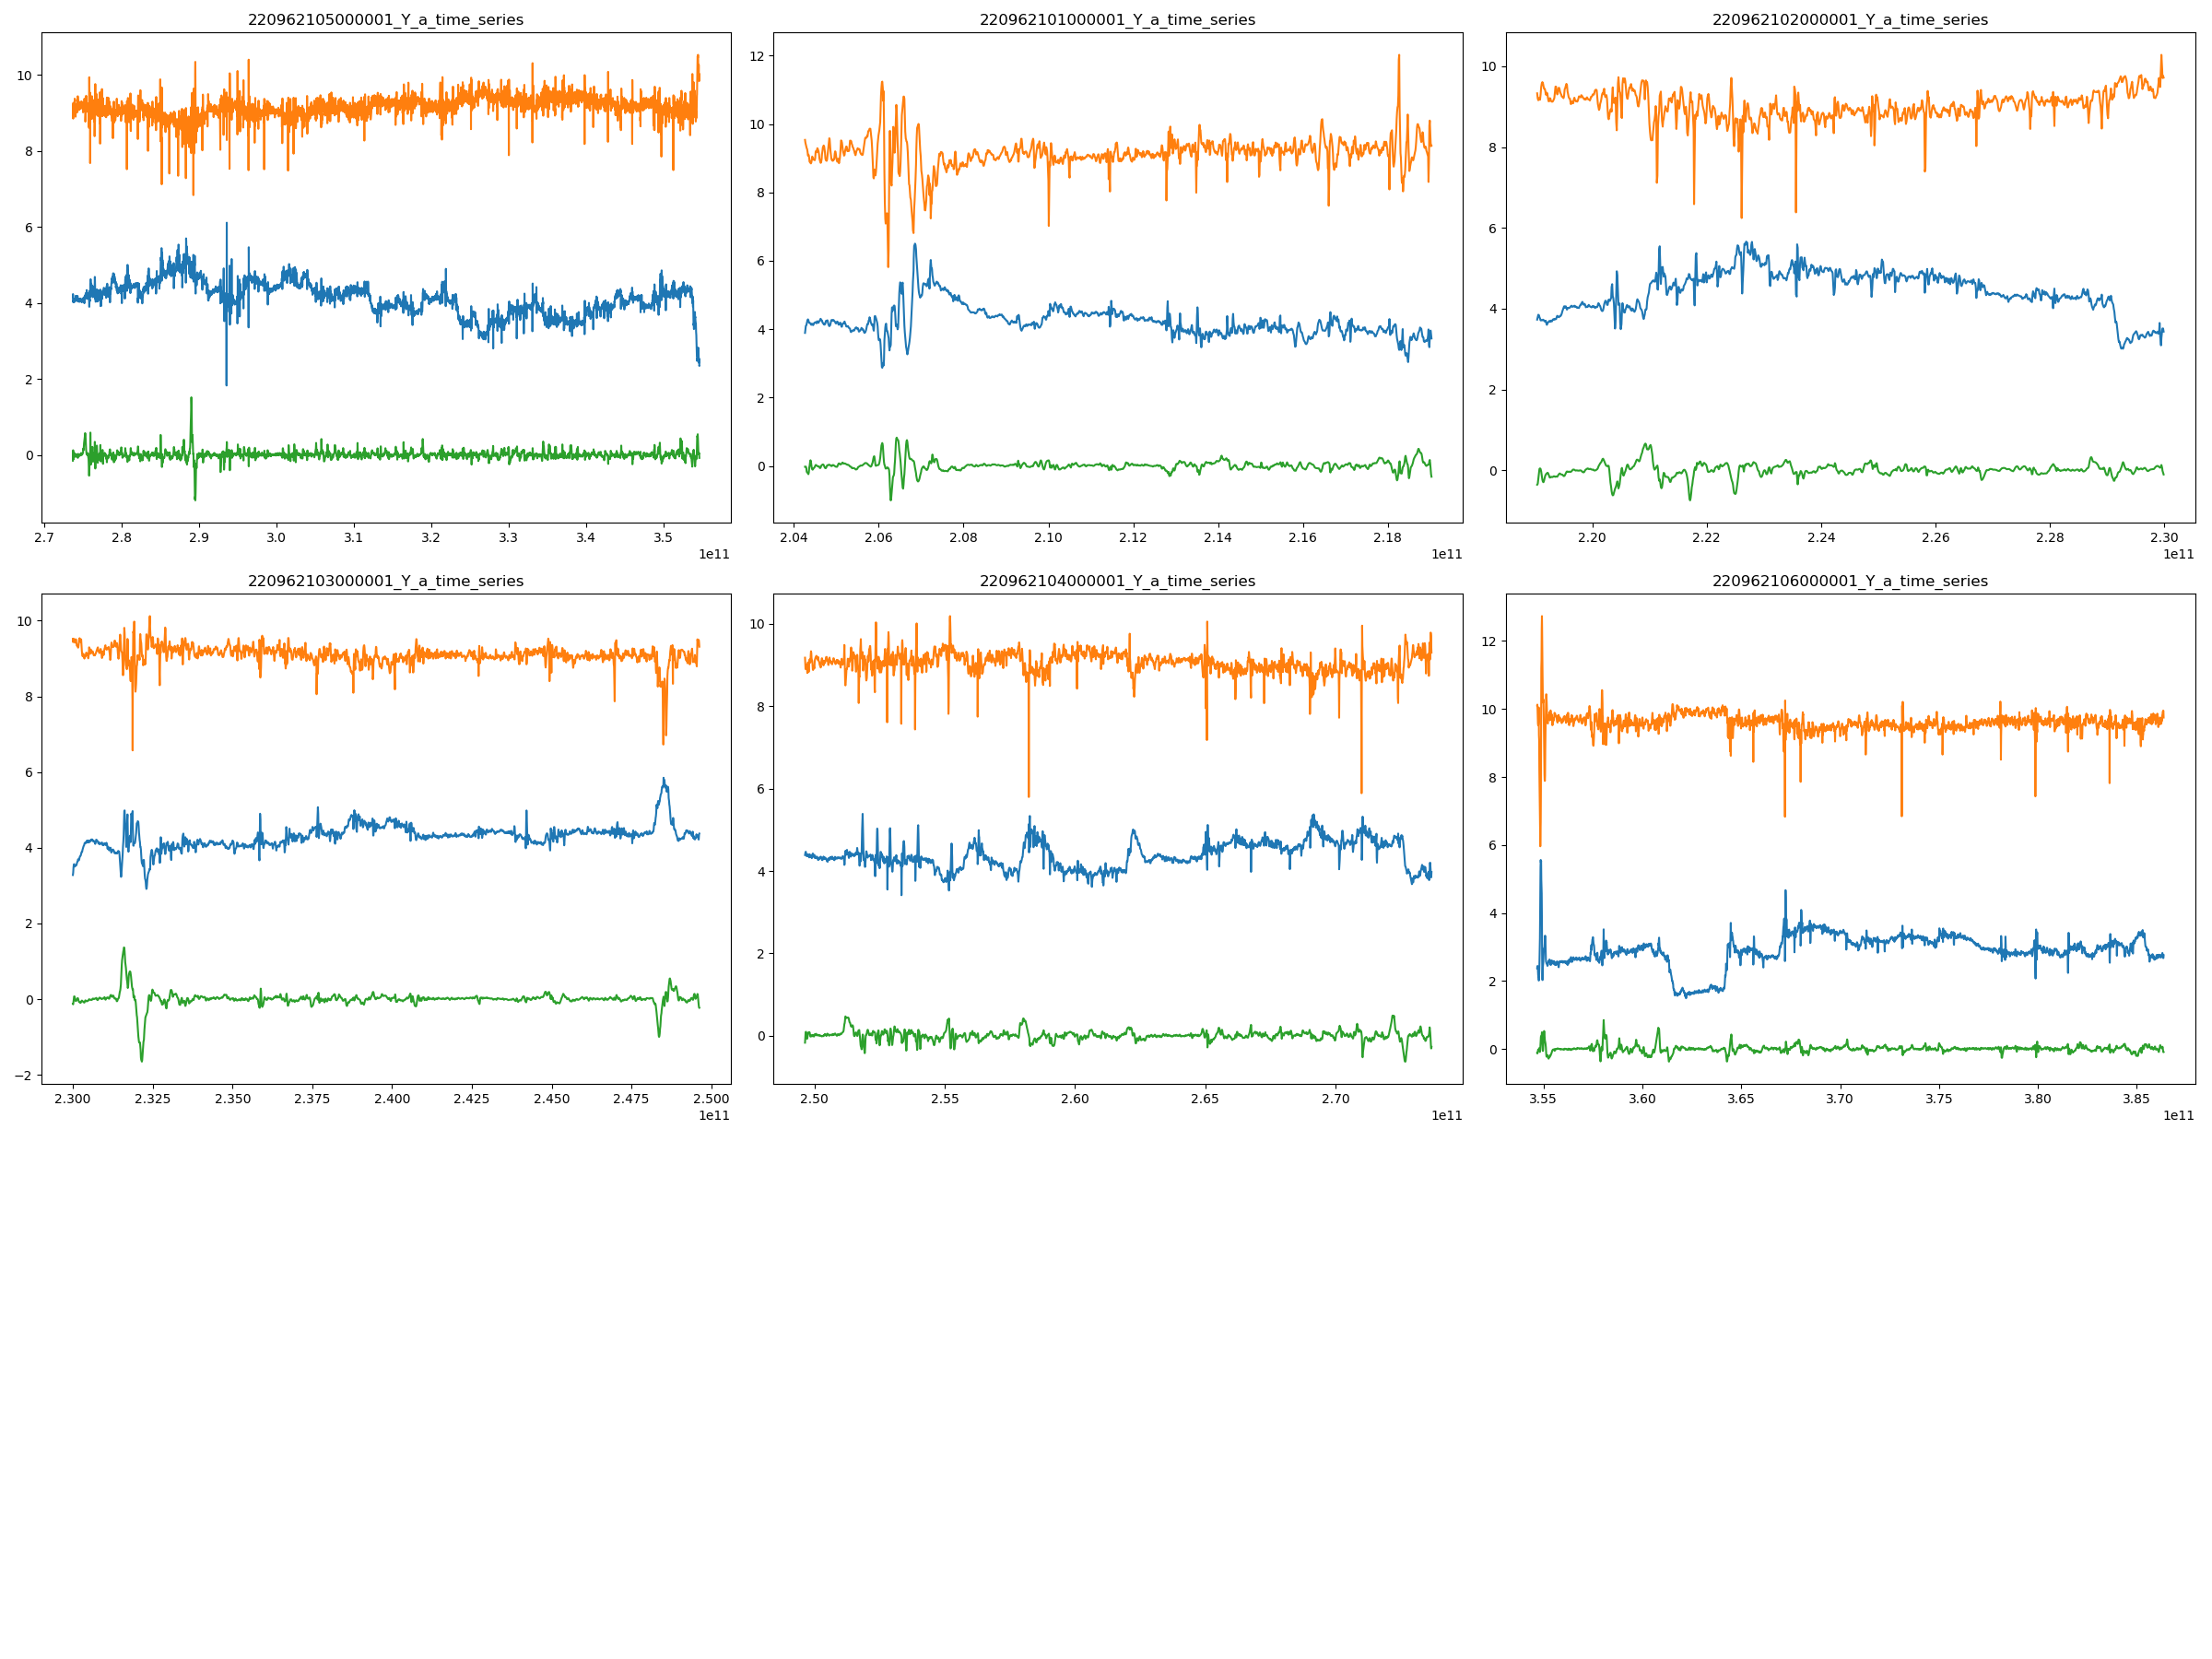 220962105000001_Y_a_time_series
220962101000001_Y_a_time_series
220962102000001_Y_a_time_series
10
8
6
4
2
0
2.7 2.8 2.9 3.0 3.1 3.2 3.3 3.4 3.5
1e11
12
10
8
6
4
2
0
2.04 2.06 2.08 2.10 2.12 2.14 2.16 2.18
1e11
10
8
6
4
2
0
2.20 2.22 2.24 2.26 2.28 2.30
1e11
220962103000001_Y_a_time_series
220962104000001_Y_a_time_series
220962106000001_Y_a_time_series
10
8
6
4
2
0
−2
2.300 2.325 2.350 2.375 2.400 2.425 2.450 2.475 2.500
1e11
10
8
6
4
2
0
2.50 2.55 2.60 2.65 2.70
1e11
12
10
8
6
4
2
0
3.55 3.60 3.65 3.70 3.75 3.80 3.85
1e11